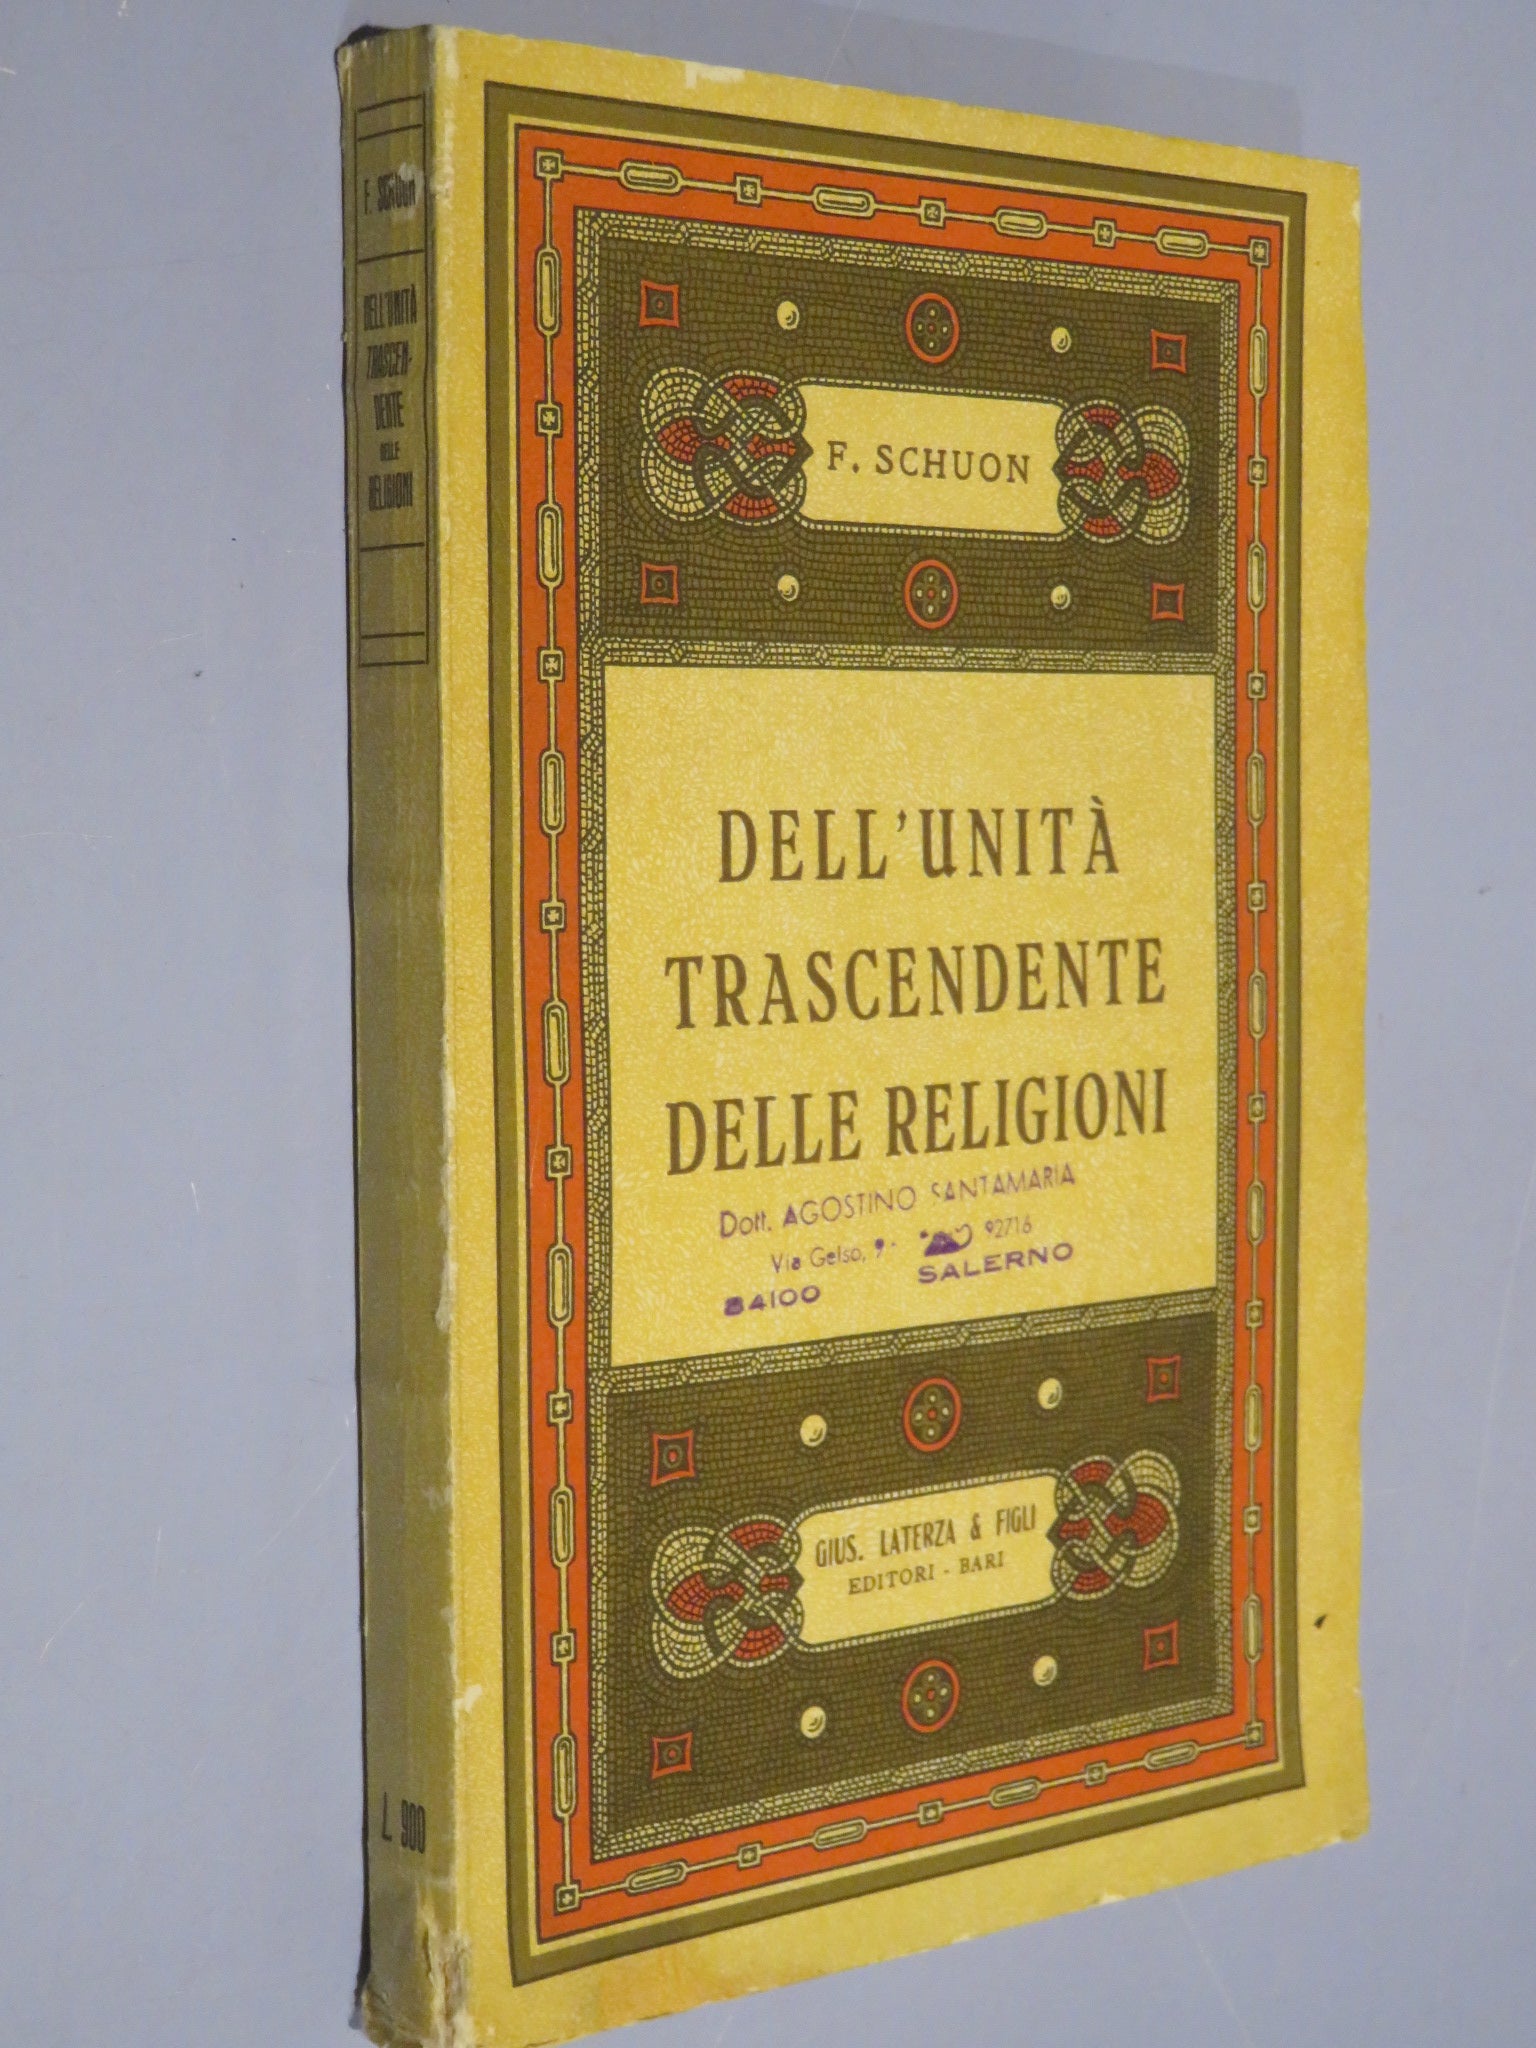 F. SCHUON
DELL'UNITÀ
TRASCEN-
DENTE
DELLE
RELIGIONI
L. 900
F. SCHUON
DELL'UNITÀ
TRASCENDENTE
DELLE RELIGIONI
Dott. AGOSTINO SANTAMARIA
Via Gelso, 9 - 92716
84100 SALERNO
GIUS. LATERZA & FIGLI
EDITORI - BARI